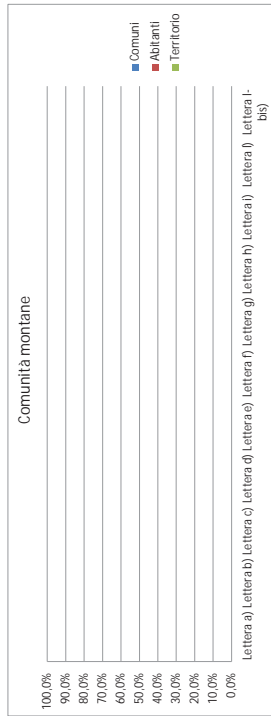 Comunità montane
100,0%
90,0%
80,0%
70,0%
60,0%
50,0%
40,0%
30,0%
20,0%
10,0%
0,0%
Lettera a) Lettera b) Lettera c) Lettera d) Lettera e) Lettera f) Lettera g) Lettera h) Lettera i) Lettera l) Lettera l-
bis)
Comuni
Abitanti
Territorio